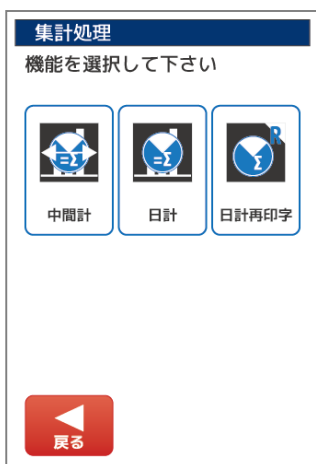 集計処理
機能を選択して下さい
=Σ
=Σ
Σ
R
中間計
日計
日計再印字
戻る